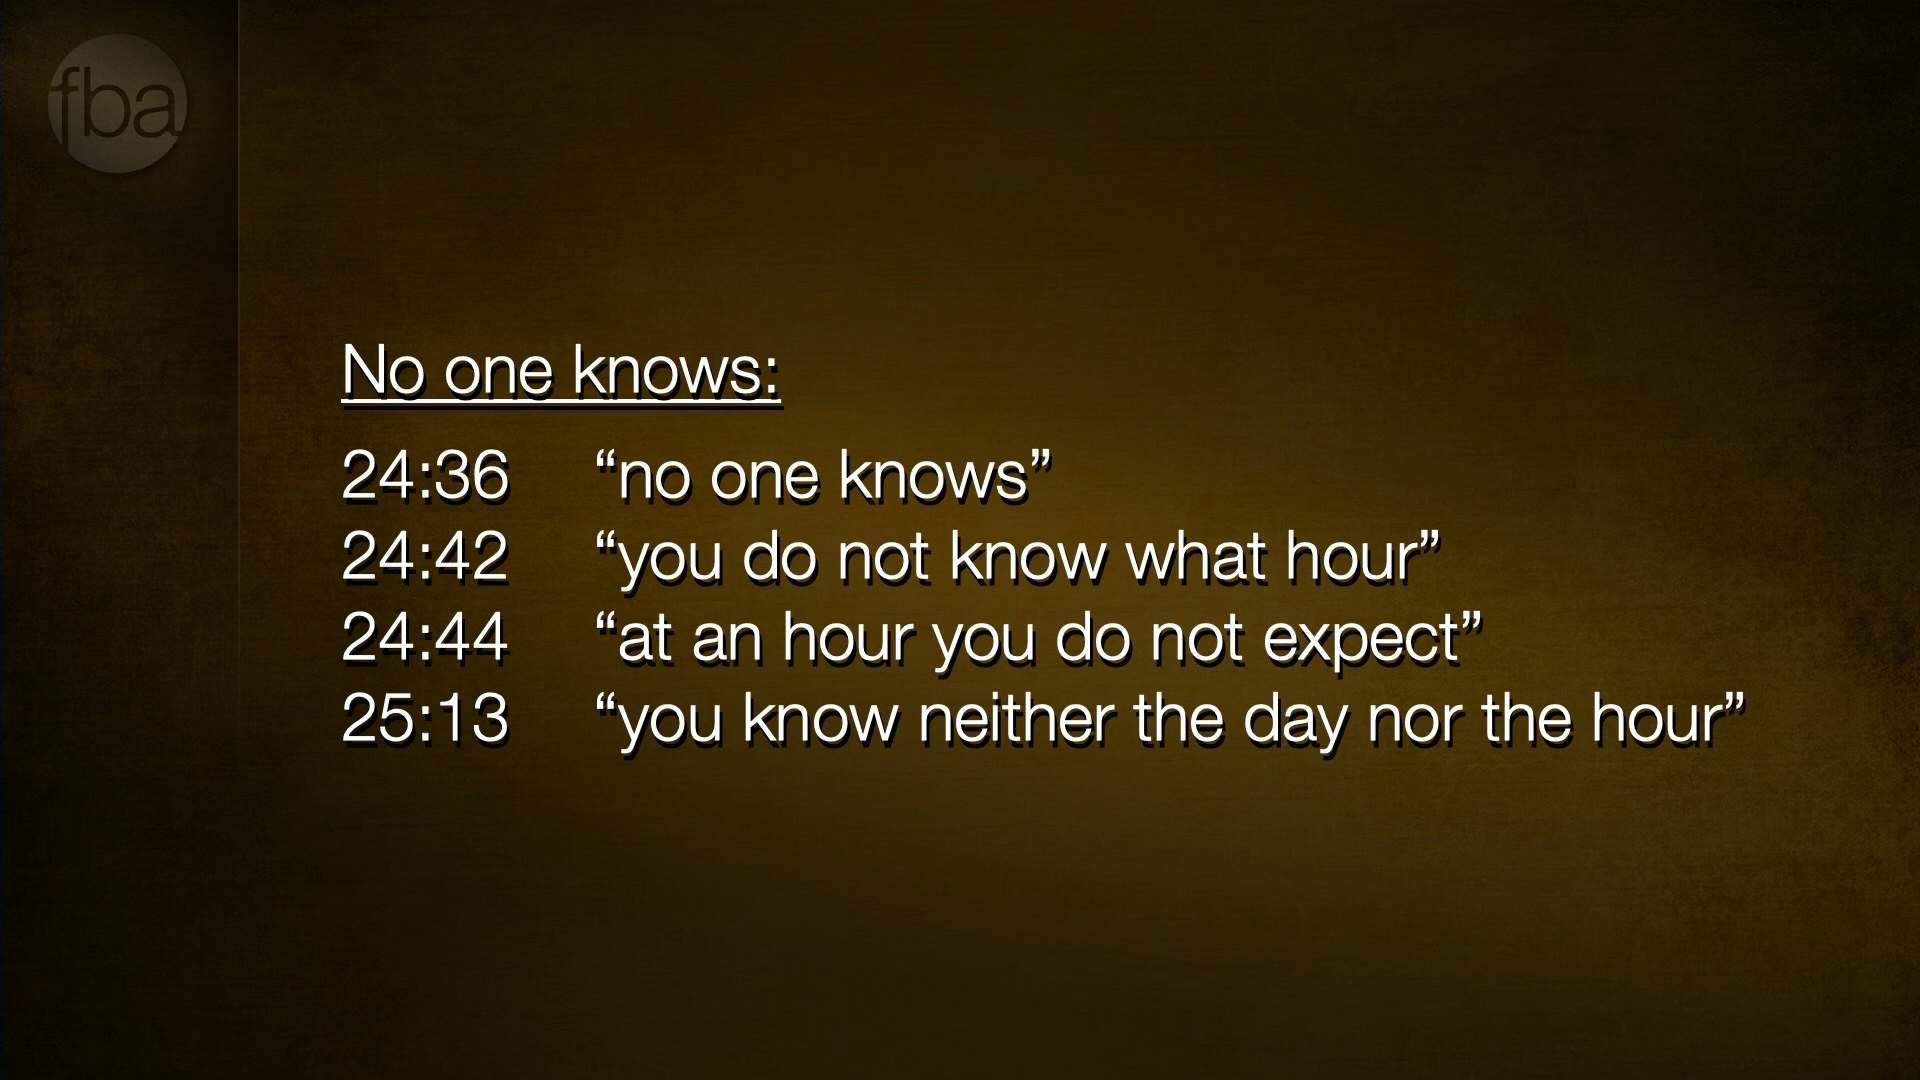 fba
No one knows:
24:36 “no one knows”
24:42 “you do not know what hour”
24:44 “at an hour you do not expect”
25:13 “you know neither the day nor the hour”